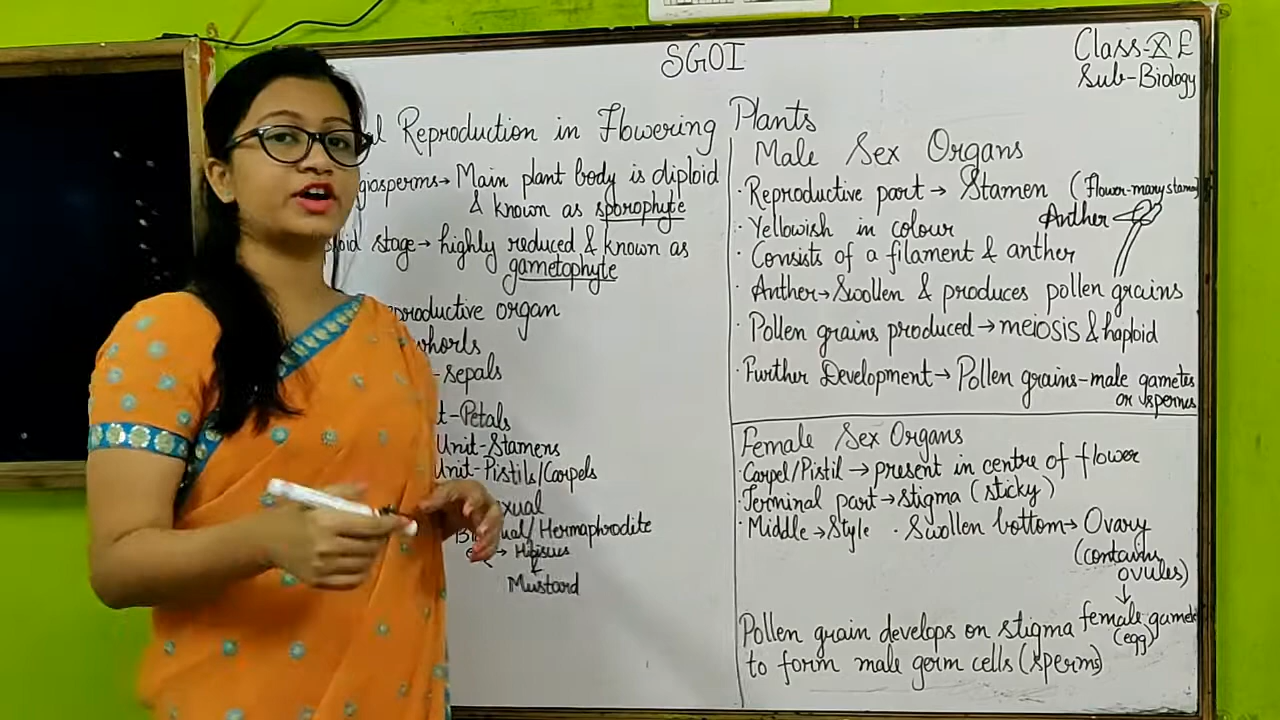 SGOI
Class-X E
Sub-Biology
Reproduction in Flowering Plants
giosperms→ Main plant body is diploid
& known as sporophyte
stage→ highly reduced & known as
gametophyte
productive organ
whorls
-sepals
-Petals
Unit-Stamens
Unit-Pistils/Carpels
xual
ual/Hermaphrodite
→ Hibiscus
Mustard
Male Sex Organs
· Reproductive part → Stamen (flower-many stamens
· Yellowish in colour
Anther
· Consists of a filament & anther
· Anther→Swollen & produces pollen grains
· Pollen grains produced→meiosis & haploid
· Further Development→ Pollen grains-male gametes
or sperms
Female Sex Organs
·Carpel/Pistil → present in centre of flower
·Terminal part→stigma (sticky)
·Middle→Style · Swollen bottom→ Ovary
(contains
ovules)
↓
female gamete
(egg)
Pollen grain develops on stigma
to form male germ cells (sperms)